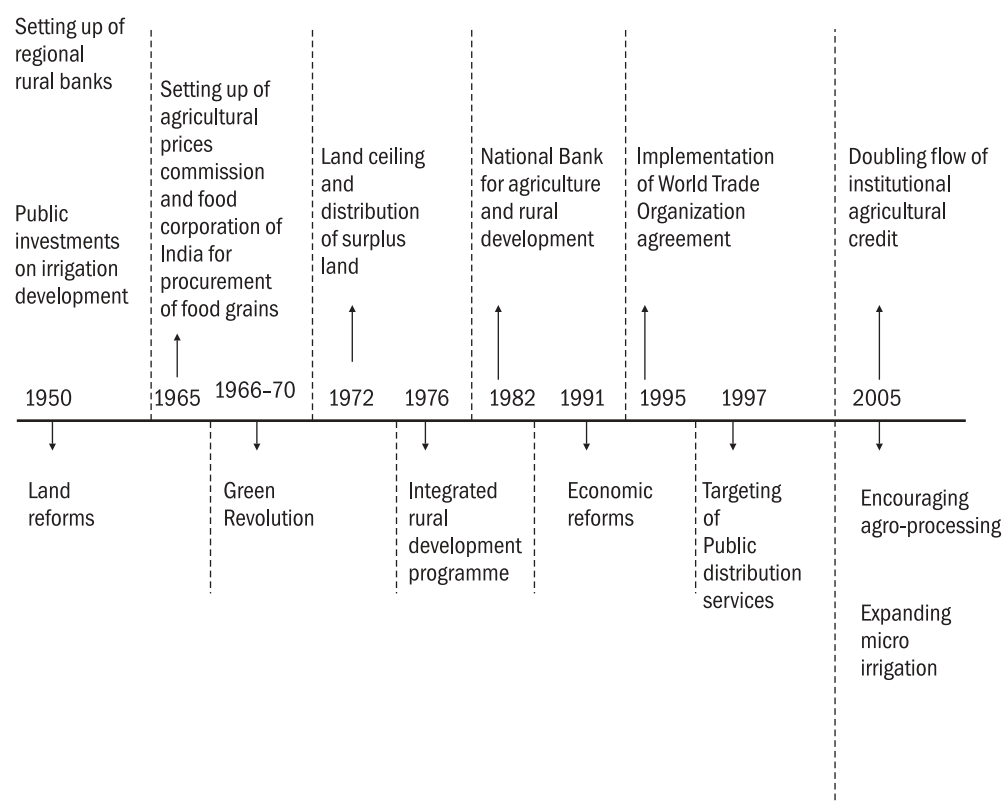 Setting up of
regional
rural banks
Public
investments
on irrigation
development
Setting up of
agricultural
prices
commission
and food
corporation of
India for
procurement
of food grains
Land ceiling
and
distribution
of surplus
land
National Bank
for agriculture
and rural
development
Implementation
of World Trade
Organization
agreement
Doubling flow of
institutional
agricultural
credit
1950
1965
1966–70
1972
1976
1982
1991
1995
1997
2005
Land
reforms
Green
Revolution
Integrated
rural
development
programme
Economic
reforms
Targeting
of
Public
distribution
services
Encouraging
agro-processing
Expanding
micro
irrigation